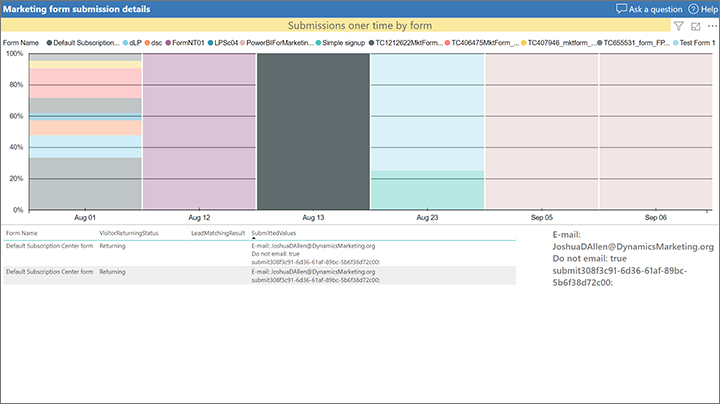 Marketing form submission details
Ask a question
? Help
Submissions oner time by form
Form Name Default Subscription... dLP dsc FormNT01 LPSc04 PowerBIForMarketin... Simple signup TC1212622MktForm... TC406475MktForm_... TC407946_mktform_... TC655531_form_FP... Test Form 1
100%
80%
60%
40%
20%
0%
Aug 01 Aug 12 Aug 13 Aug 23 Sep 05 Sep 06
Form Name VisitorReturningStatus LeadMatchingResult SubmittedValues
Default Subscription Center form Returning E-mail: JoshuaDAllen@DynamicsMarketing.org
Do not email: true
submit308f3c91-6d36-61af-89bc-5b6f38d72c00:
Default Subscription Center form Returning E-mail: JoshuaDAllen@DynamicsMarketing.org
submit308f3c91-6d36-61af-89bc-5b6f38d72c00:
E-mail:
JoshuaDAllen@DynamicsMarketing.org
Do not email: true
submit308f3c91-6d36-61af-89bc-
5b6f38d72c00: